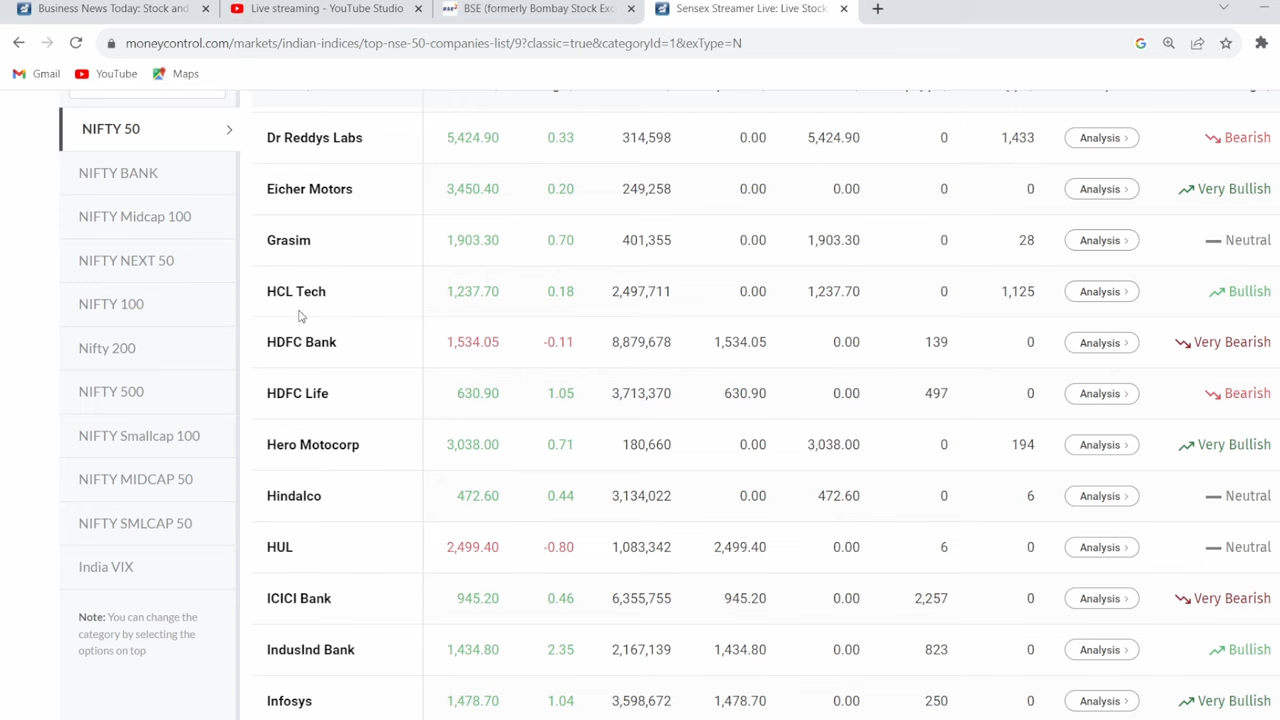 Business News Today: Stock and
Live streaming - YouTube Studio
BSE (formerly Bombay Stock Exc
Sensex Streamer Live: Live Stock,
moneycontrol.com/markets/indian-indices/top-nse-50-companies-list/9?classic=true&categoryId=1&exType=N
Gmail YouTube Maps
NIFTY 50
NIFTY BANK
NIFTY Midcap 100
NIFTY NEXT 50
NIFTY 100
Nifty 200
NIFTY 500
NIFTY Smallcap 100
NIFTY MIDCAP 50
NIFTY SMLCAP 50
India VIX
Note: You can change the
category by selecting the
options on top
Dr Reddys Labs 5,424.90 0.33 314,598 0.00 5,424.90 0 1,433 Analysis Bearish
Eicher Motors 3,450.40 0.20 249,258 0.00 0.00 0 0 Analysis Very Bullish
Grasim 1,903.30 0.70 401,355 0.00 1,903.30 0 28 Analysis Neutral
HCL Tech 1,237.70 0.18 2,497,711 0.00 1,237.70 0 1,125 Analysis Bullish
HDFC Bank 1,534.05 -0.11 8,879,678 1,534.05 0.00 139 0 Analysis Very Bearish
HDFC Life 630.90 1.05 3,713,370 630.90 0.00 497 0 Analysis Bearish
Hero Motocorp 3,038.00 0.71 180,660 0.00 3,038.00 0 194 Analysis Very Bullish
Hindalco 472.60 0.44 3,134,022 0.00 472.60 0 6 Analysis Neutral
HUL 2,499.40 -0.80 1,083,342 2,499.40 0.00 6 0 Analysis Neutral
ICICI Bank 945.20 0.46 6,355,755 945.20 0.00 2,257 0 Analysis Very Bearish
IndusInd Bank 1,434.80 2.35 2,167,139 1,434.80 0.00 823 0 Analysis Bullish
Infosys 1,478.70 1.04 3,598,672 1,478.70 0.00 250 0 Analysis Very Bullish